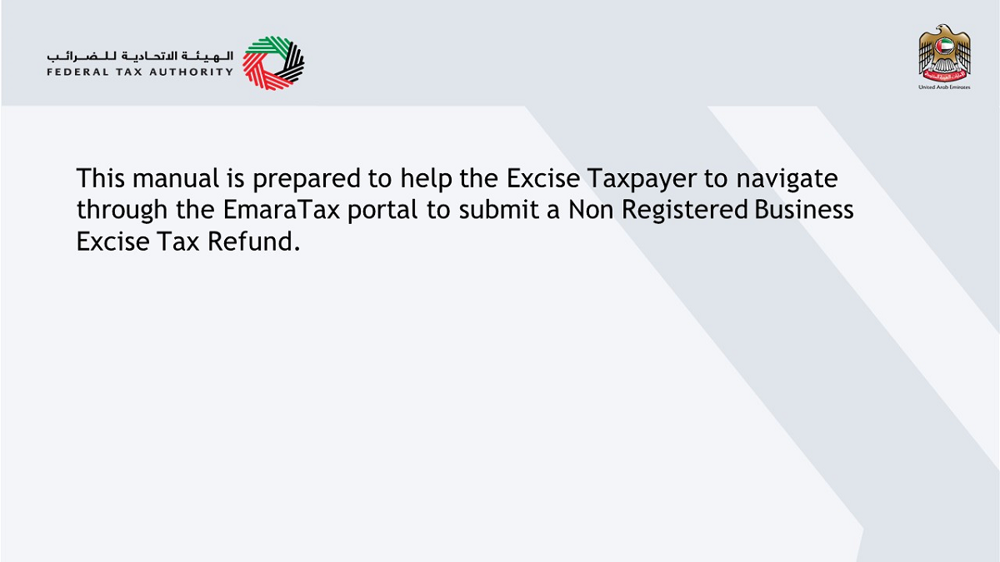 الهيئة الاتحادية للضرائب
FEDERAL TAX AUTHORITY
United Arab Emirates
This manual is prepared to help the Excise Taxpayer to navigate
through the EmaraTax portal to submit a Non Registered Business
Excise Tax Refund.